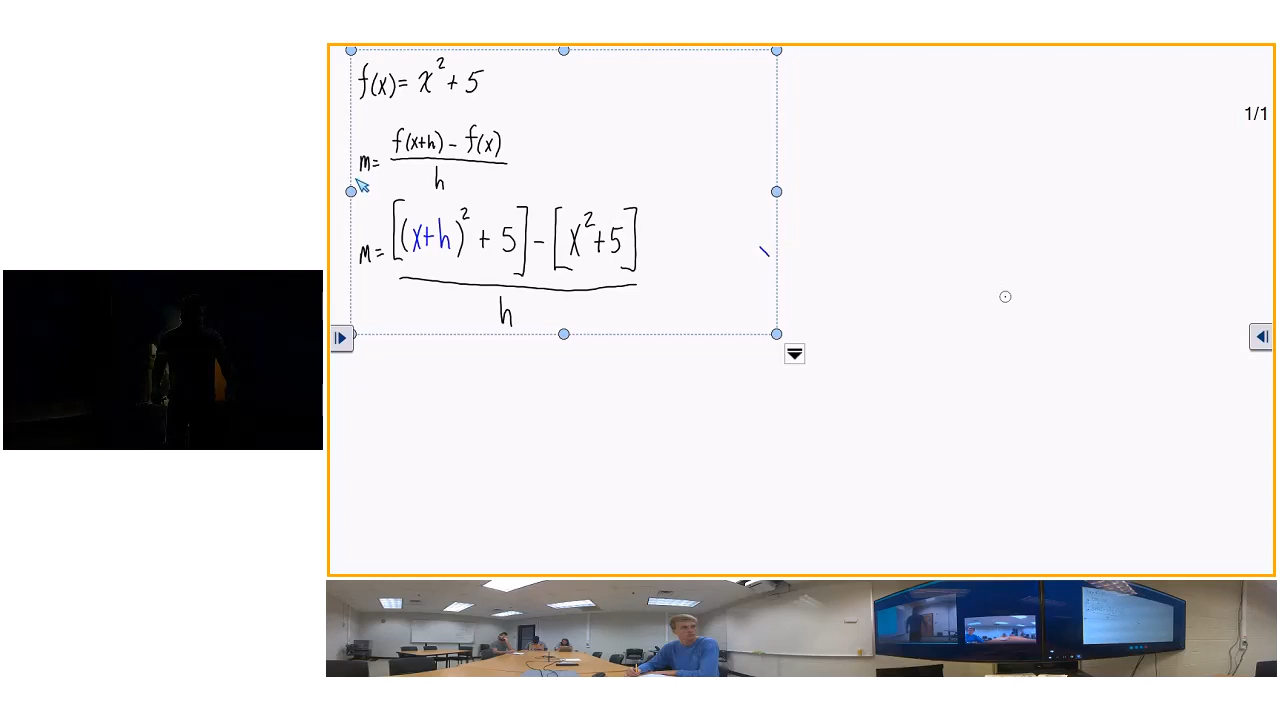 f(x) = x² + 5
1/1
m = f(x+h) - f(x) / h
m = [(x+h)² + 5] - [x² + 5] / h